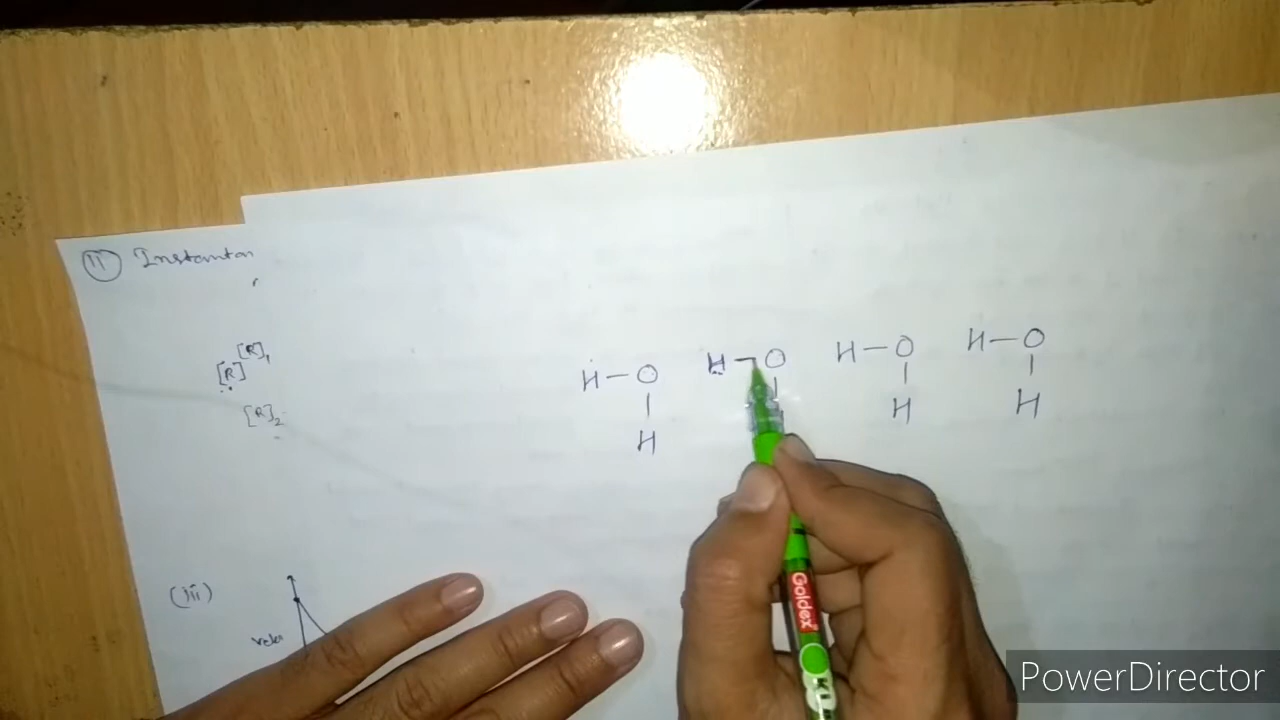 (ii) Instantan
[R]₁
[R]
[R]₂
H–O H–O H–O H–O
| | | |
H H H
(iii)
Goldex
PowerDirector